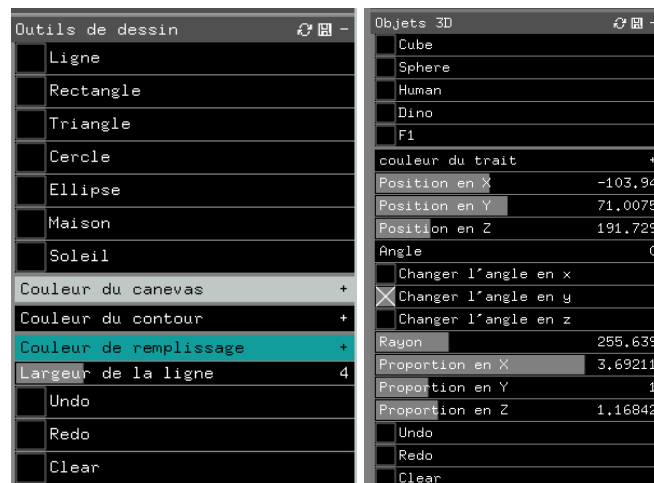 Outils de dessin
Ligne
Rectangle
Triangle
Cercle
Ellipse
Maison
Soleil
Couleur du canevas +
Couleur du contour +
Couleur de remplissage +
Largeur de la ligne 4
Undo
Redo
Clear
Objets 3D
Cube
Sphere
Human
Dino
F1
couleur du trait +
Position en X -103.94
Position en Y 71.0075
Position en Z 191.729
Angle
Changer l'angle en x
Changer l'angle en y
Changer l'angle en z
Rayon 255.639
Proportion en X 3.69211
Proportion en Y 1
Proportion en Z 1.16842
Undo
Redo
Clear